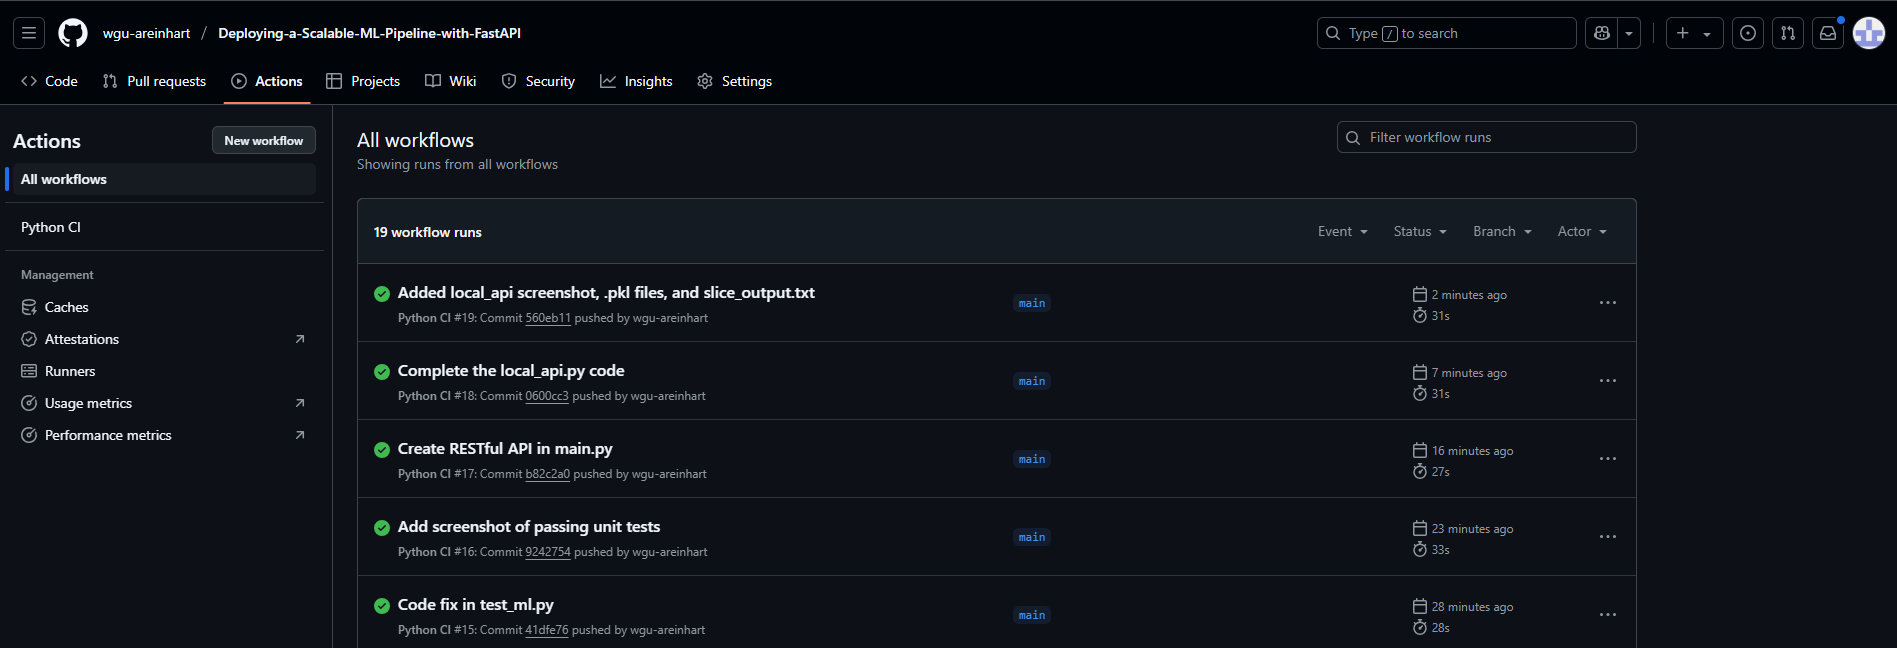 wgu-areinhart / Deploying-a-Scalable-ML-Pipeline-with-FastAPI
Type / to search
Code Pull requests Actions Projects Wiki Security Insights Settings
Actions
New workflow
All workflows
Python CI
Management
Caches
Attestations
Runners
Usage metrics
Performance metrics
All workflows
Showing runs from all workflows
Filter workflow runs
19 workflow runs
Event Status Branch Actor
Added local_api screenshot, .pkl files, and slice_output.txt
Python CI #19: Commit 560eb11 pushed by wgu-areinhart
main
2 minutes ago
31s
Complete the local_api.py code
Python CI #18: Commit 0600cc3 pushed by wgu-areinhart
main
7 minutes ago
31s
Create RESTful API in main.py
Python CI #17: Commit b82c2a0 pushed by wgu-areinhart
main
16 minutes ago
27s
Add screenshot of passing unit tests
Python CI #16: Commit 9242754 pushed by wgu-areinhart
main
23 minutes ago
33s
Code fix in test_ml.py
Python CI #15: Commit 41dfe76 pushed by wgu-areinhart
main
28 minutes ago
28s